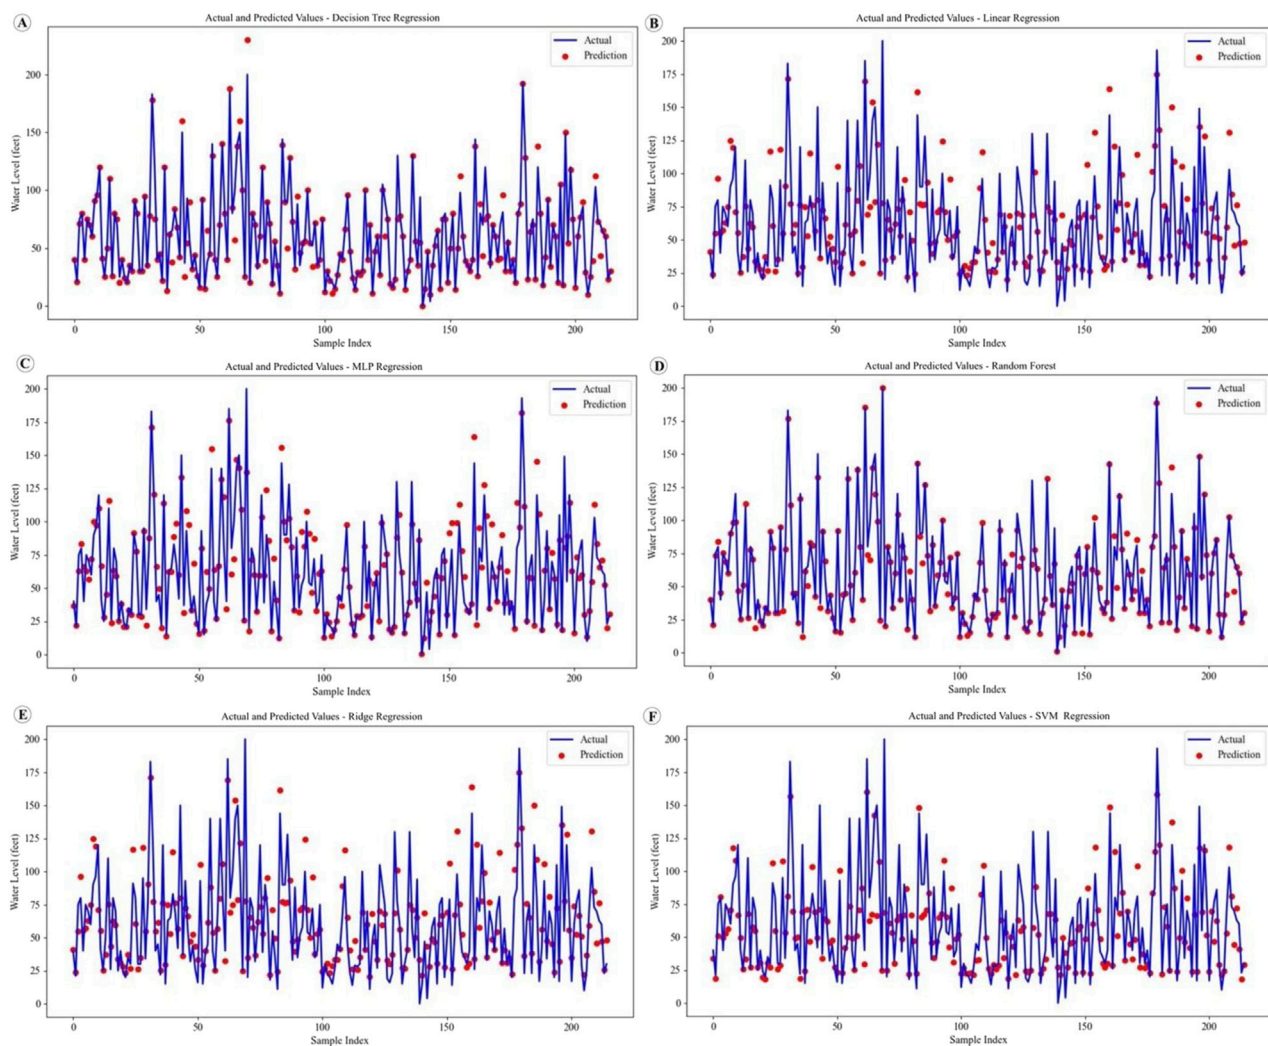 A
Actual and Predicted Values - Decision Tree Regression
Actual
Prediction
Water Level (feet)
200
150
100
50
0
0
50
100
150
200
Sample Index
B
Actual and Predicted Values - Linear Regression
Actual
Prediction
Water Level (feet)
200
175
150
125
100
75
50
25
0
0
50
100
150
200
Sample Index
C
Actual and Predicted Values - MLP Regression
Actual
Prediction
Water Level (feet)
200
175
150
125
100
75
50
25
0
0
50
100
150
200
Sample Index
D
Actual and Predicted Values - Random Forest
Actual
Prediction
Water Level (feet)
200
175
150
125
100
75
50
25
0
0
50
100
150
200
Sample Index
E
Actual and Predicted Values - Ridge Regression
Actual
Prediction
Water Level (feet)
200
175
150
125
100
75
50
25
0
0
50
100
150
200
Sample Index
F
Actual and Predicted Values - SVM Regression
Actual
Prediction
Water Level (feet)
200
175
150
125
100
75
50
25
0
0
50
100
150
200
Sample Index